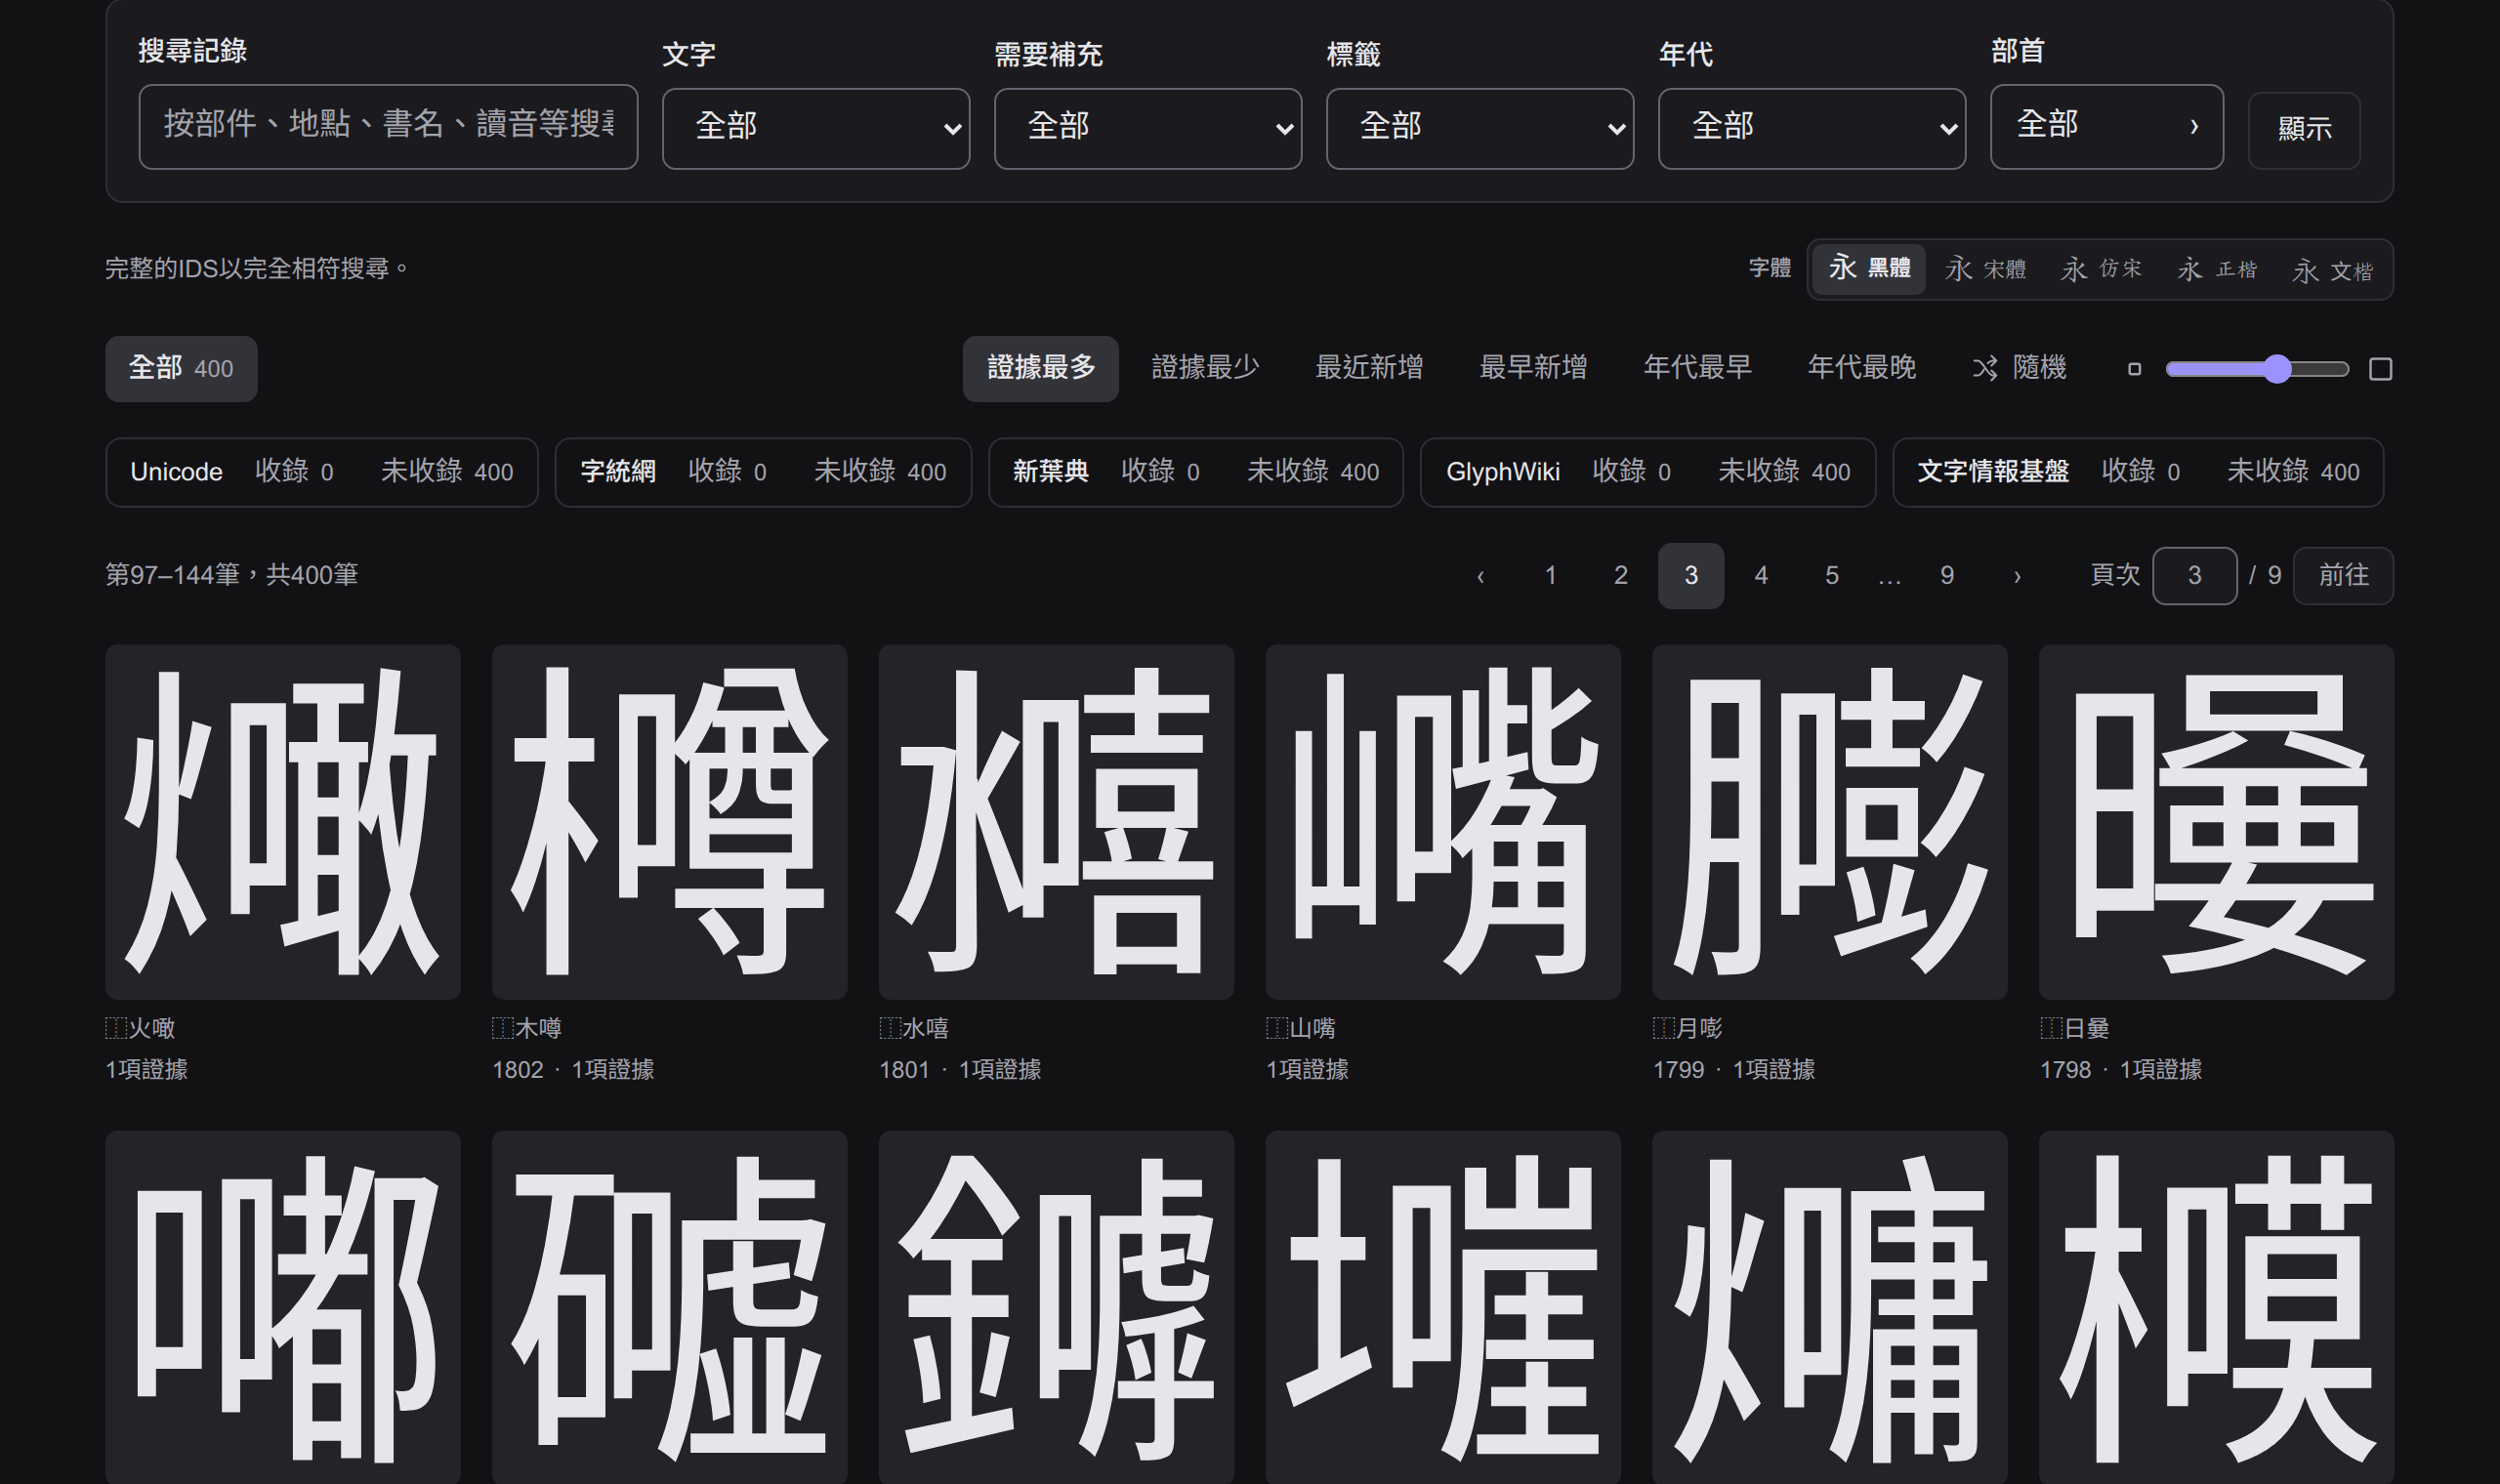 搜尋記錄 文字 需要補充 標籤 年代 部首
按部件、地點、書名、讀音等搜 全部 全部 全部 全部 全部 › 顯示
完整的IDS以完全相符搜尋。 字體 永 黑體 永 宋體 永 仿宋 永 正楷 永 文楷
全部 400 證據最多 證據最少 最近新增 最早新增 年代最早 年代最晚 隨機
Unicode 收錄 0 未收錄 400 字統網 收錄 0 未收錄 400 新葉典 收錄 0 未收錄 400 GlyphWiki 收錄 0 未收錄 400 文字情報基盤 收錄 0 未收錄 400
第97–144筆，共400筆 ‹ 1 2 3 4 5 … 9 › 頁次 3 / 9 前往
⿰火噉 ⿰木噂 ⿰水嘻 ⿰山嘴 ⿰月嘭 ⿰日㬅
1項證據 1802 · 1項證據 1801 · 1項證據 1項證據 1799 · 1項證據 1798 · 1項證據